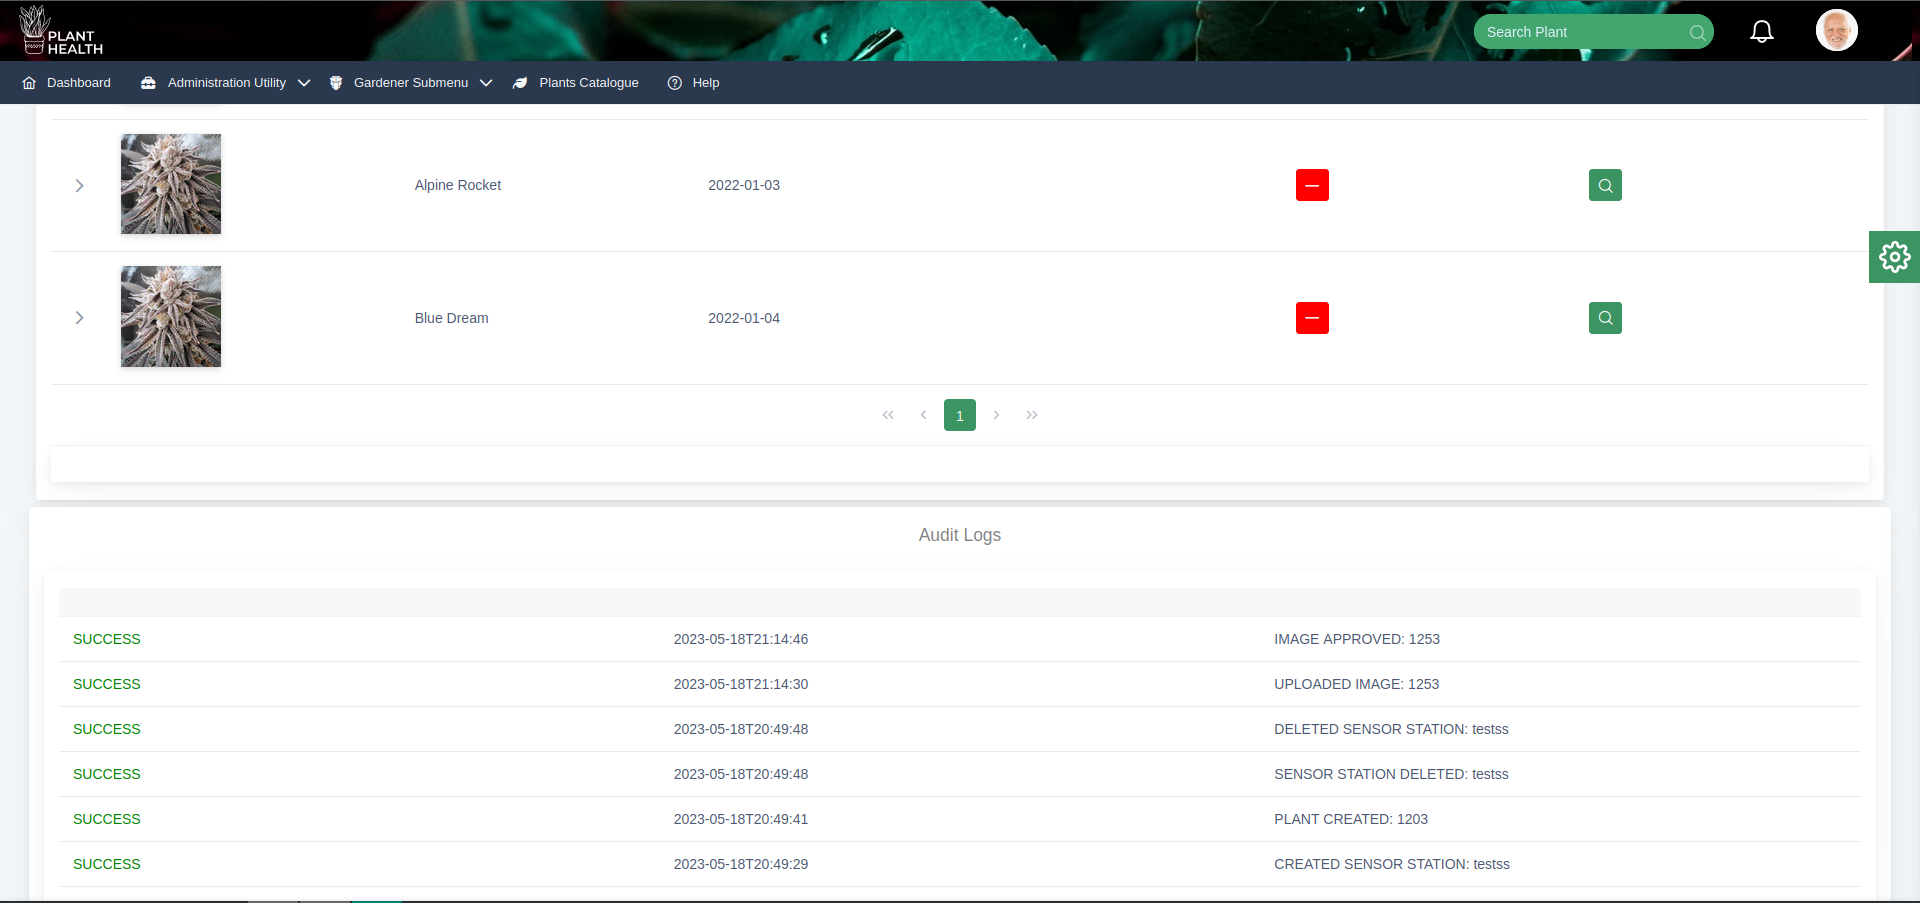 PLANT
HEALTH
Search Plant
Dashboard
Administration Utility
Gardener Submenu
Plants Catalogue
Help
Alpine Rocket 2022-01-03
Blue Dream 2022-01-04
1
Audit Logs
SUCCESS 2023-05-18T21:14:46 IMAGE APPROVED: 1253
SUCCESS 2023-05-18T21:14:30 UPLOADED IMAGE: 1253
SUCCESS 2023-05-18T20:49:48 DELETED SENSOR STATION: testss
SUCCESS 2023-05-18T20:49:48 SENSOR STATION DELETED: testss
SUCCESS 2023-05-18T20:49:41 PLANT CREATED: 1203
SUCCESS 2023-05-18T20:49:29 CREATED SENSOR STATION: testss